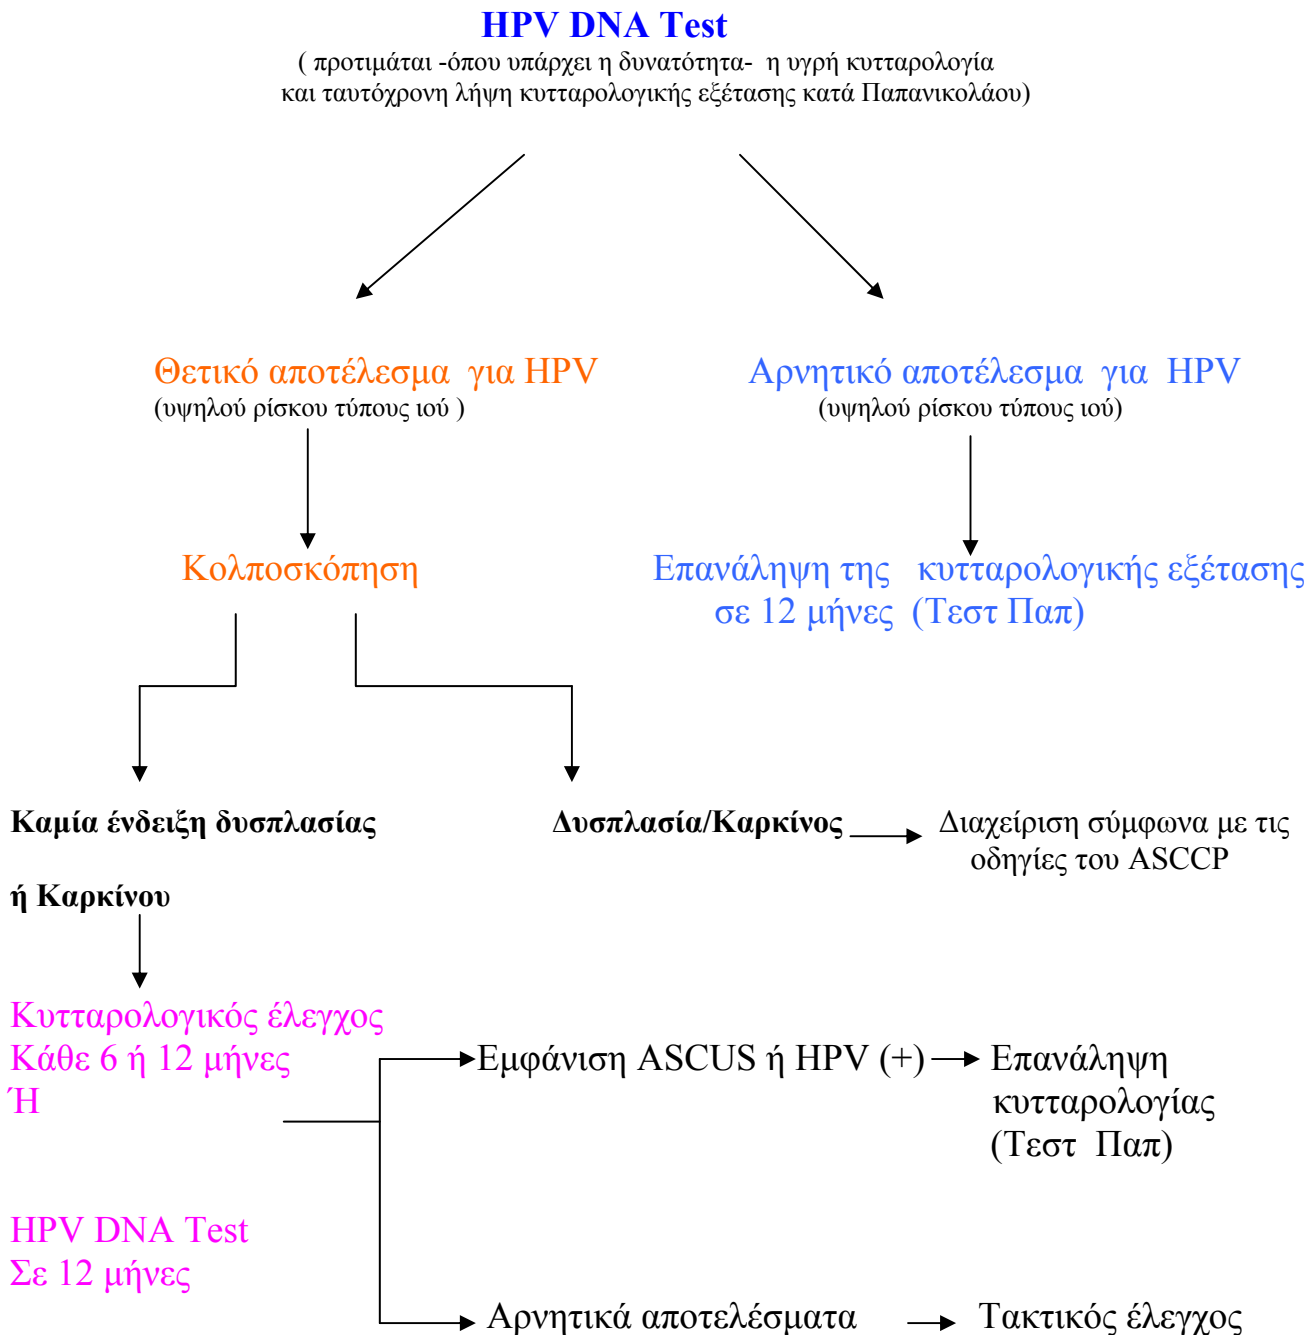 HPV DNA Test
( προτιμάται -όπου υπάρχει η δυνατότητα- η υγρή κυτταρολογία
και ταυτόχρονη λήψη κυτταρολογικής εξέτασης κατά Παπανικολάου)
Θετικό αποτέλεσμα για HPV
(υψηλού ρίσκου τύπους ιού )
Αρνητικό αποτέλεσμα για HPV
(υψηλού ρίσκου τύπους ιού)
Κολποσκόπηση
Επανάληψη της κυτταρολογικής εξέτασης
σε 12 μήνες (Τεστ Παπ)
Καμία ένδειξη δυσπλασίας
ή Καρκίνου
Δυσπλασία/Καρκίνος
Διαχείριση σύμφωνα με τις
οδηγίες του ASCCP
Κυτταρολογικός έλεγχος
Κάθε 6 ή 12 μήνες
Ή
HPV DNA Test
Σε 12 μήνες
Εμφάνιση ASCUS ή HPV (+)
Επανάληψη
κυτταρολογίας
(Τεστ Παπ)
Αρνητικά αποτελέσματα
Τακτικός έλεγχος